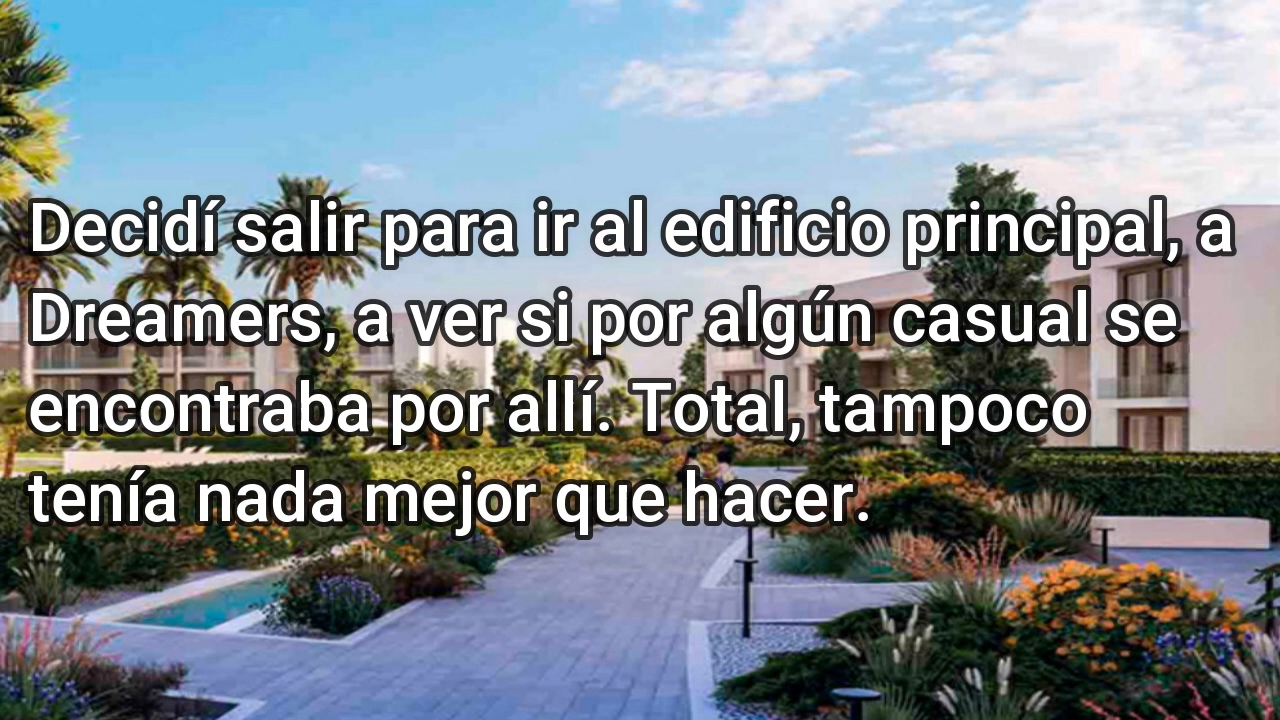 Decidí salir para ir al edificio principal, a
Dreamers, a ver si por algún casual se
encontraba por allí. Total, tampoco
tenía nada mejor que hacer.